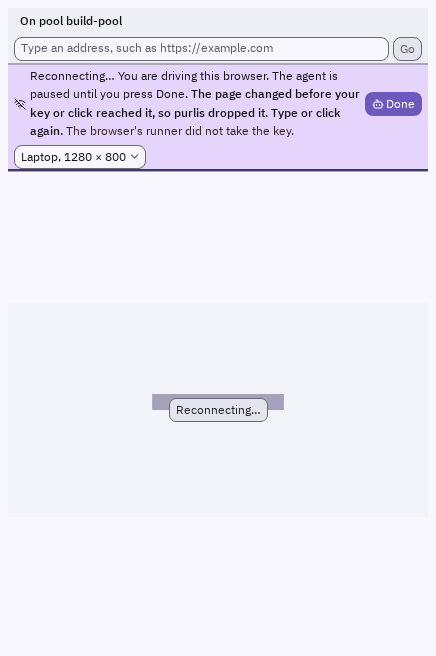 On pool build-pool
Type an address, such as https://example.com
Go
Reconnecting... You are driving this browser. The agent is
paused until you press Done. The page changed before your
key or click reached it, so purlis dropped it. Type or click
again. The browser's runner did not take the key.
Done
Laptop, 1280 × 800
Reconnecting...